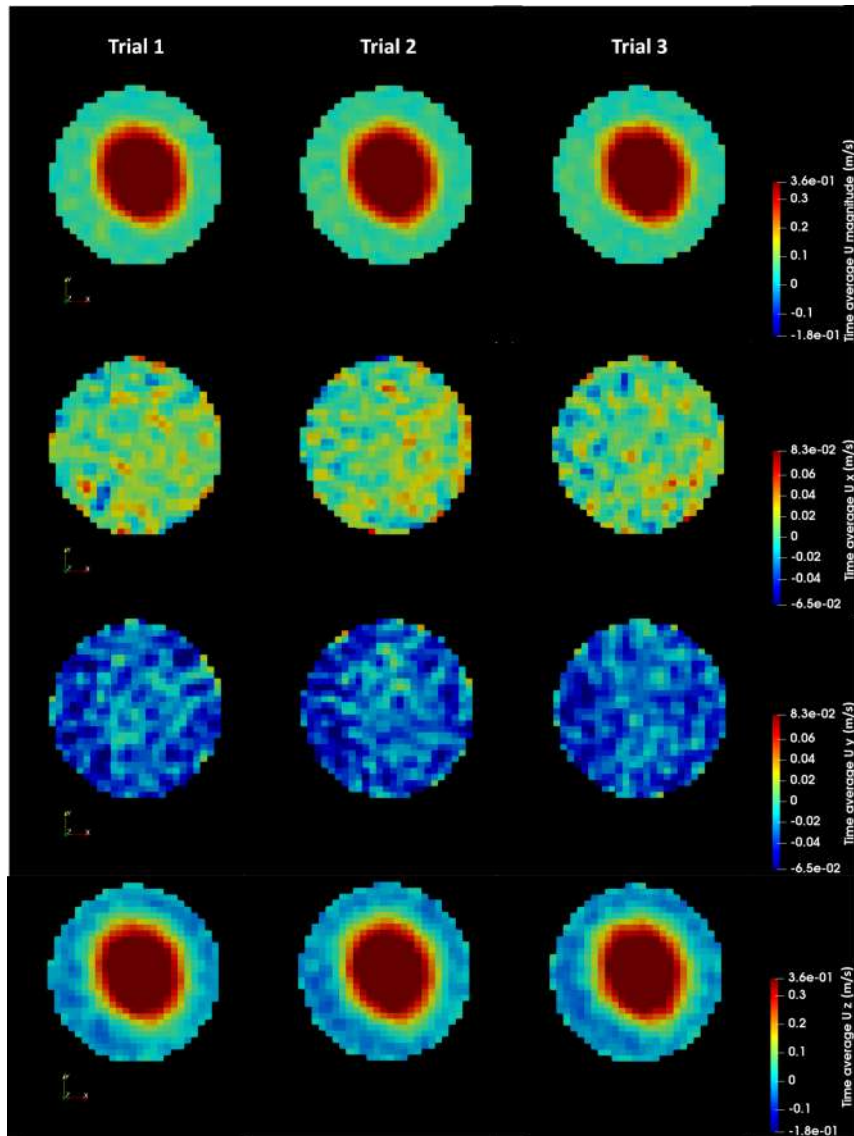 Trial 1 Trial 2 Trial 3
3.6e-01
0.3
0.2
0.1
0
-0.1
-1.8e-01
Time average U magnitude (m/s)
8.3e-02
0.06
0.04
0.02
0
-0.02
-0.04
-6.5e-02
Time average U x (m/s)
8.3e-02
0.06
0.04
0.02
0
-0.02
-0.04
-6.5e-02
Time average U y (m/s)
3.6e-01
0.3
0.2
0.1
0
-0.1
-1.8e-01
Time average U z (m/s)